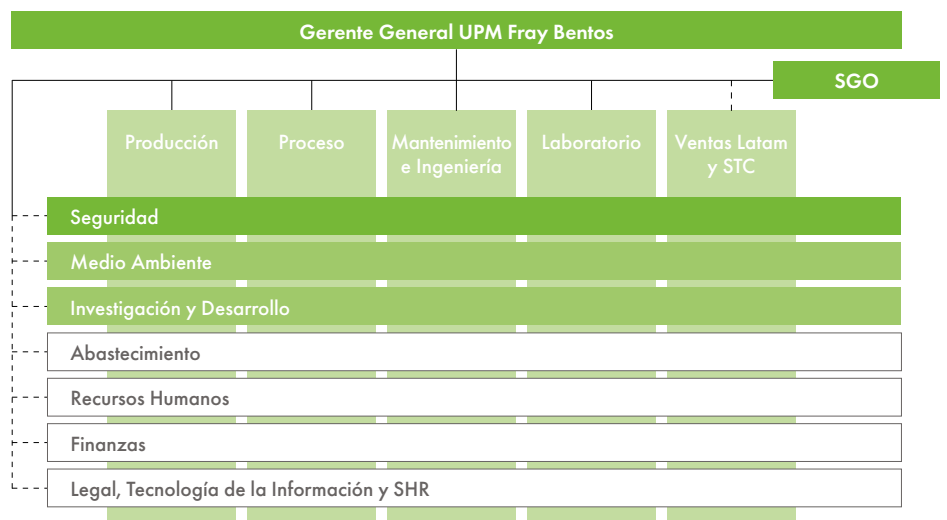 Gerente General UPM Fray Bentos
SGO
Producción
Proceso
Mantenimiento
e Ingeniería
Laboratorio
Ventas Latam
y STC
Seguridad
Medio Ambiente
Investigación y Desarrollo
Abastecimiento
Recursos Humanos
Finanzas
Legal, Tecnología de la Información y SHR